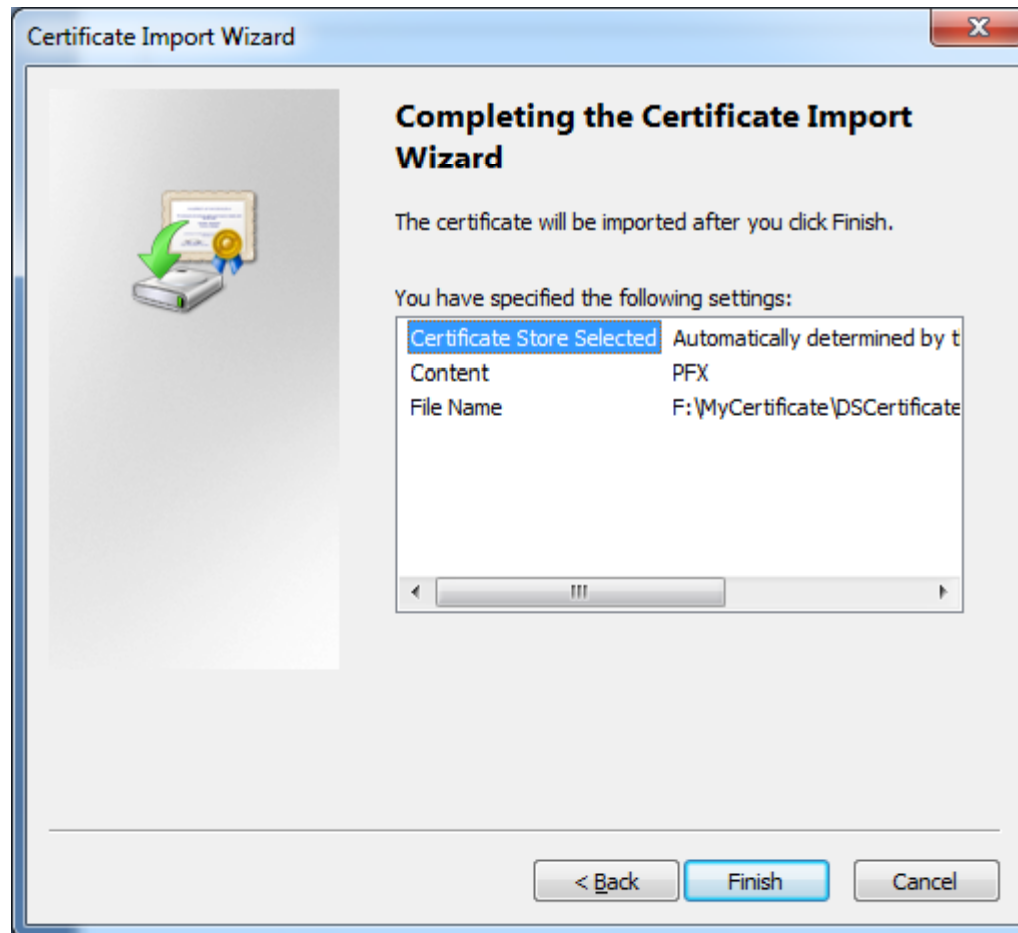 Certificate Import Wizard
Completing the Certificate Import
Wizard
The certificate will be imported after you click Finish.
You have specified the following settings:
Certificate Store Selected Automatically determined by t
Content PFX
File Name F:\MyCertificate\DSCertificate
< Back Finish Cancel